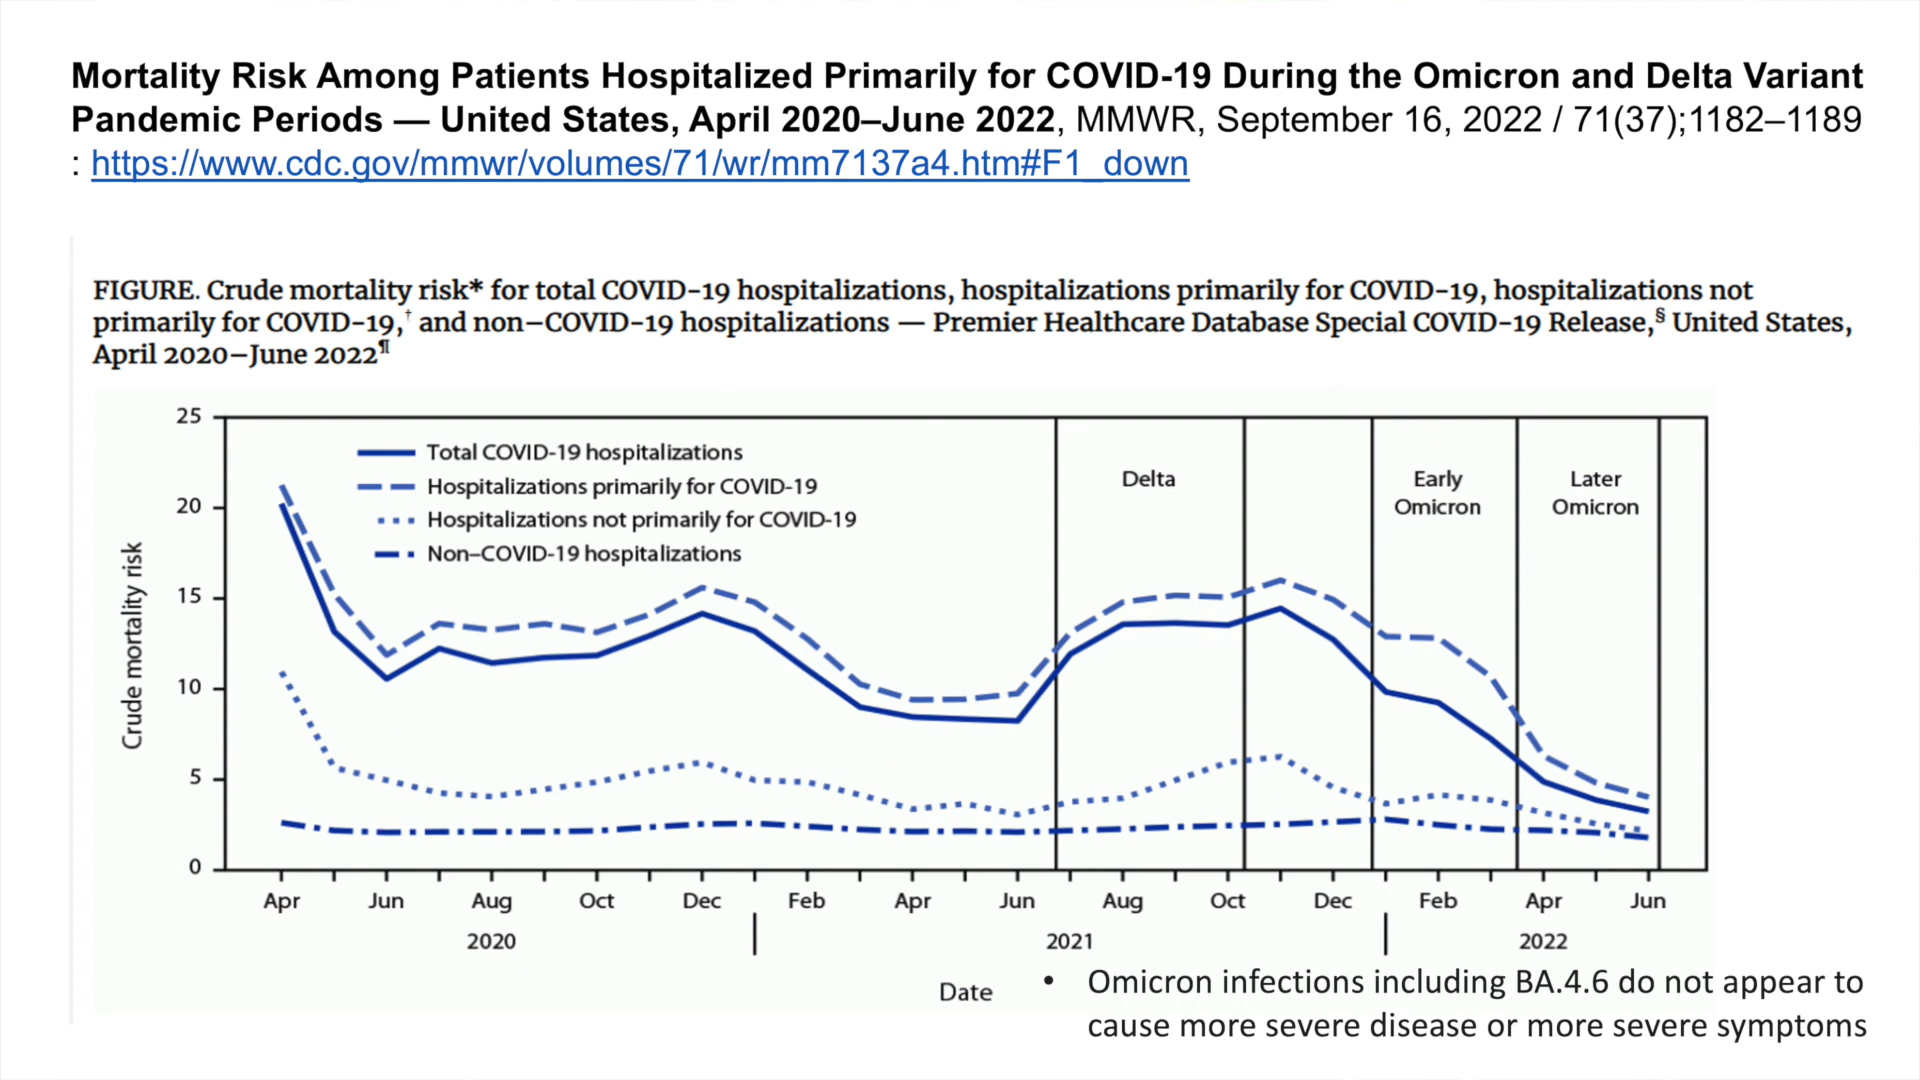 Mortality Risk Among Patients Hospitalized Primarily for COVID-19 During the Omicron and Delta Variant
Pandemic Periods — United States, April 2020–June 2022, MMWR, September 16, 2022 / 71(37);1182–1189
: https://www.cdc.gov/mmwr/volumes/71/wr/mm7137a4.htm#F1_down
FIGURE. Crude mortality risk* for total COVID-19 hospitalizations, hospitalizations primarily for COVID-19, hospitalizations not
primarily for COVID-19,† and non–COVID-19 hospitalizations — Premier Healthcare Database Special COVID-19 Release,§ United States,
April 2020–June 2022¶
25
20
15
10
5
0
Crude mortality risk
Total COVID-19 hospitalizations
Hospitalizations primarily for COVID-19
Hospitalizations not primarily for COVID-19
Non–COVID-19 hospitalizations
Delta
Early
Omicron
Later
Omicron
Apr Jun Aug Oct Dec Feb Apr Jun Aug Oct Dec Feb Apr Jun
2020 2021 2022
Date
• Omicron infections including BA.4.6 do not appear to
cause more severe disease or more severe symptoms